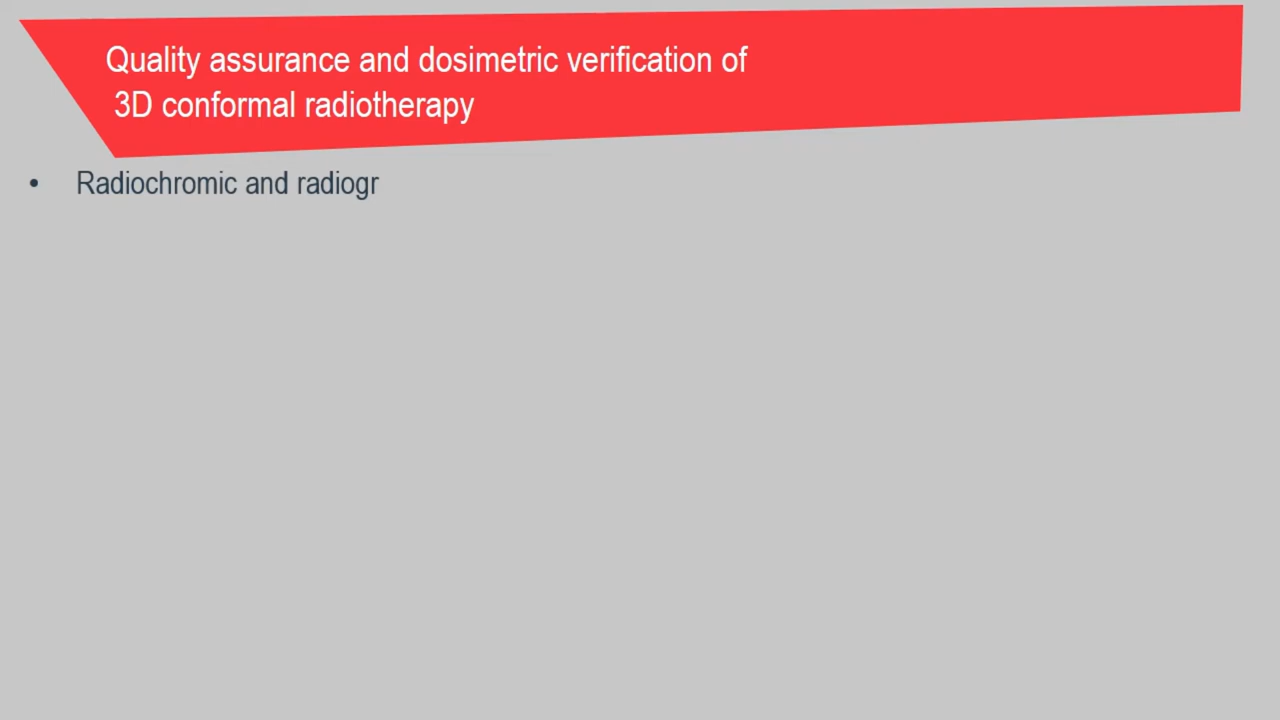 Quality assurance and dosimetric verification of
3D conformal radiotherapy
• Radiochromic and radiogr